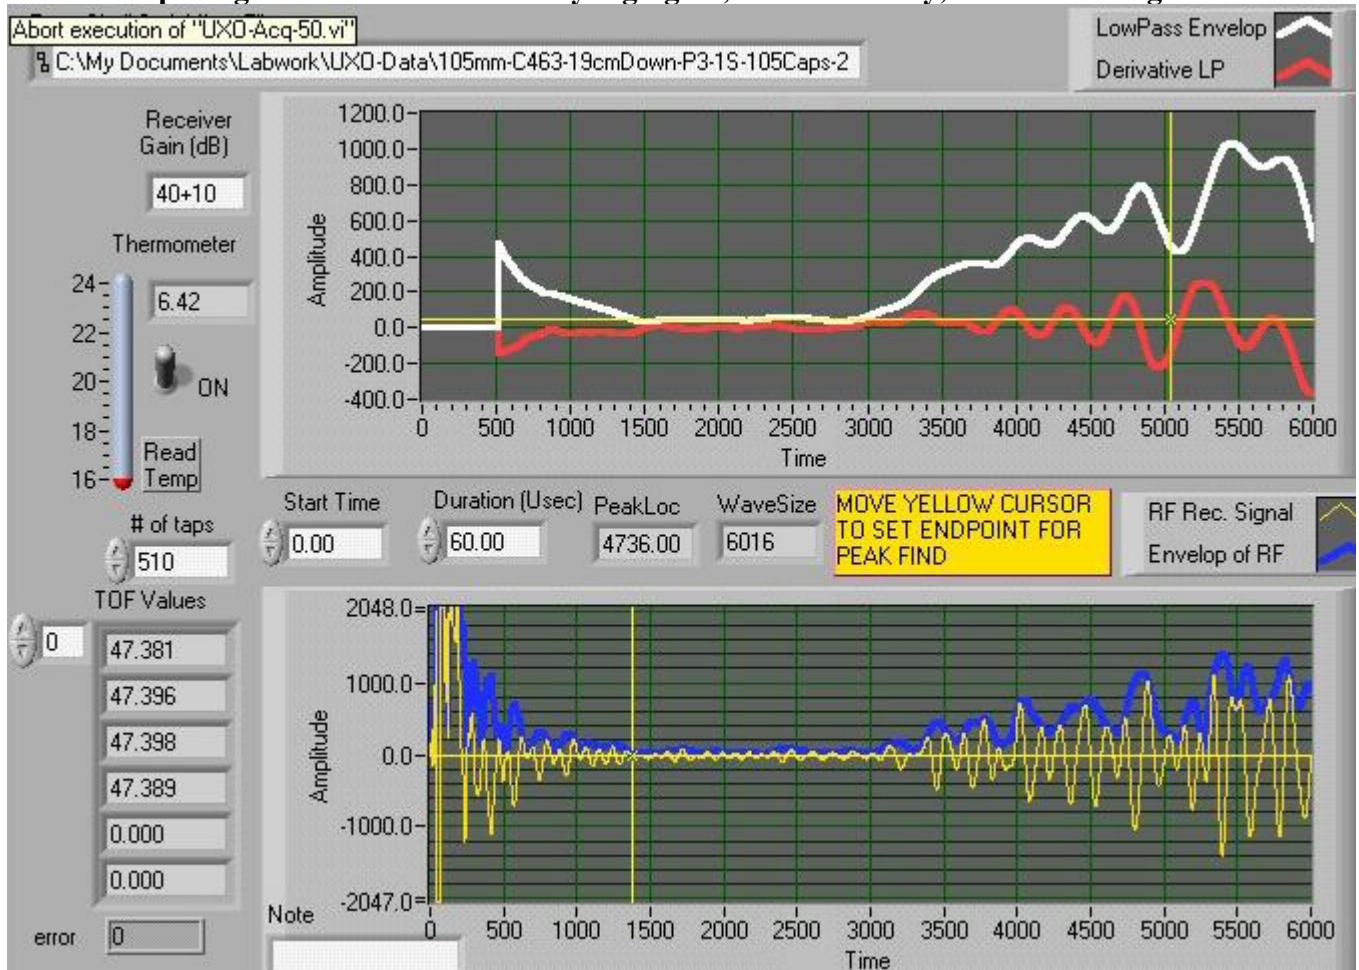 Abort execution of "UXO-Acq-50.vi"
C:\My Documents\Labwork\UXO-Data\105mm-C463-19cmDown-P3-1S-105Caps-2
LowPass Envelop
Derivative LP
Receiver
Gain (dB)
40+10
Thermometer
6.42
24
22
20
18
16
ON
Read
Temp
# of taps
510
Amplitude
1200.0
1000.0
800.0
600.0
400.0
200.0
0.0
-200.0
-400.0
0 500 1000 1500 2000 2500 3000 3500 4000 4500 5000 5500 6000
Time
Start Time
0.00
Duration (Usec)
60.00
PeakLoc
4736.00
WaveSize
6016
MOVE YELLOW CURSOR
TO SET ENDPOINT FOR
PEAK FIND
RF Rec. Signal
Envelop of RF
TOF Values
0
47.381
47.396
47.398
47.389
0.000
0.000
error
0
Amplitude
2048.0
1000.0
0.0
-1000.0
-2047.0
0 500 1000 1500 2000 2500 3000 3500 4000 4500 5000 5500 6000
Time
Note